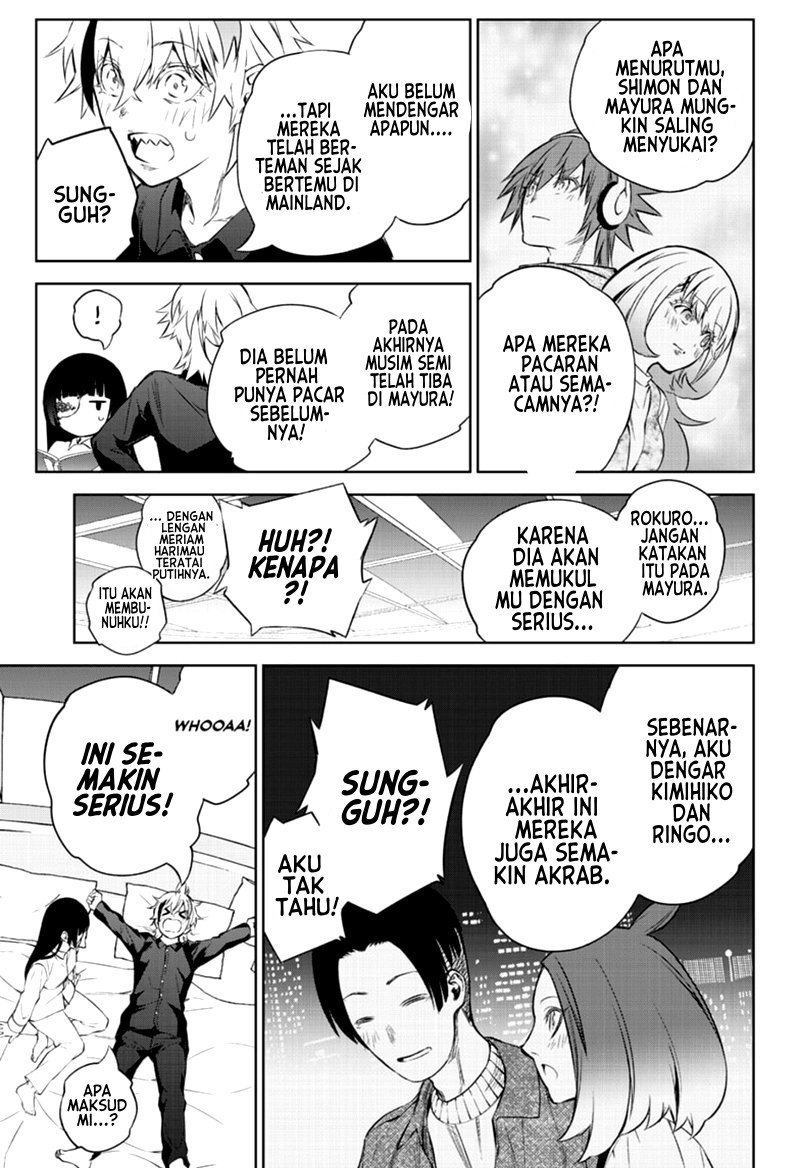 APA
MENURUTMU,
SHIMON DAN
MAYURA MUNG-
KIN SALING
MENYUKAI?
APA MEREKA
PACARAN
ATAU SEMA-
CAMNYA?!
AKU BELUM
MENDENGAR
APAPUN....
...TAPI
MEREKA
TELAH BER-
TEMAN SEJAK
BERTEMU DI
MAINLAND.
SUNG-
GUH?
PADA
AKHIRNYA
MUSIM SEMI
TELAH TIBA
DI MAYURA!
DIA BELUM
PERNAH
PUNYA PACAR
SEBELUM-
NYA!
!
ROKURO...
JANGAN
KATAKAN
ITU PADA
MAYURA.
KARENA
DIA AKAN
MEMUKUL
MU DENGAN
SERIUS...
HUH?!
KENAPA
?!
... DENGAN
LENGAN
MERIAM
HARIMAU
TERATAI
PUTIHNYA.
ITU AKAN
MEMBU-
NUHKU!!
SEBENAR-
NYA, AKU
DENGAR
KIMIHIKO
DAN
RINGO...
...AKHIR-
AKHIR INI
MEREKA
JUGA SEMA-
KIN AKRAB.
SUNG-
GUH?!
AKU
TAK
TAHU!
WHOOAA!
INI SE-
MAKIN
SERIUS!
APA
MAKSUD
MI...?